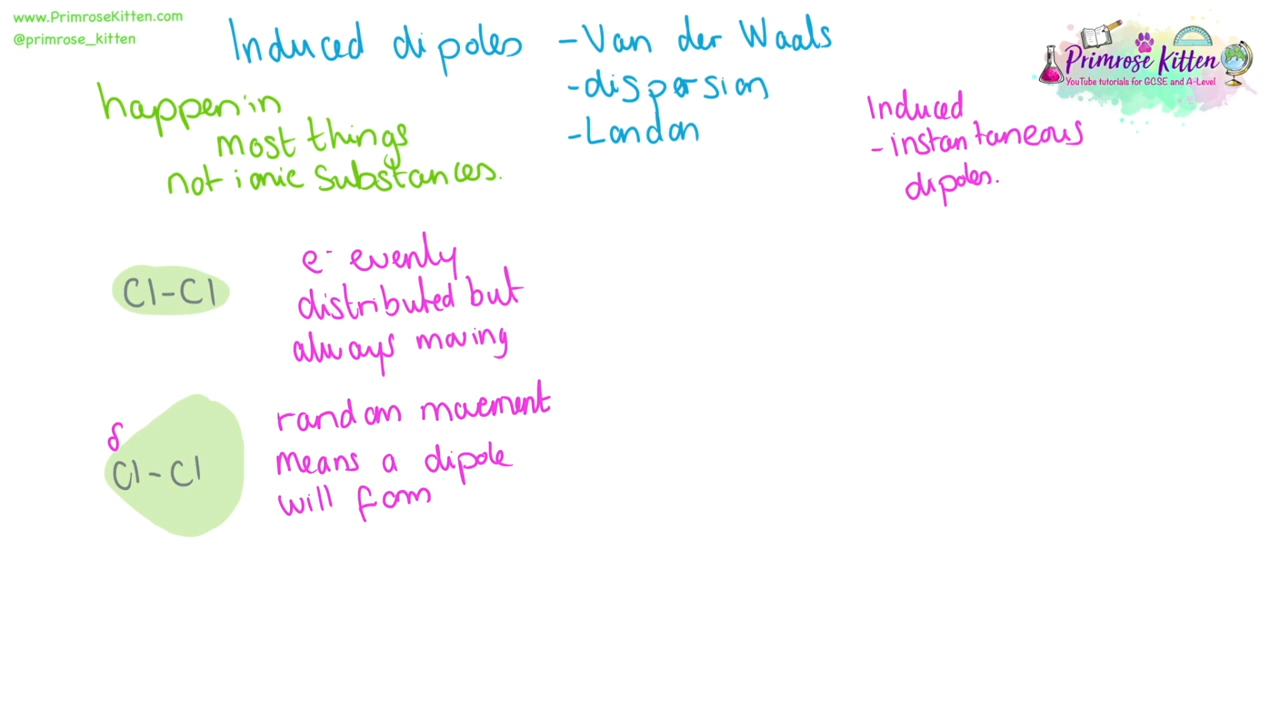 www.PrimroseKitten.com
@primrose_kitten
Induced dipoles
- Van der Waals
- dispersion
- London
Primrose Kitten
YouTube tutorials for GCSE and A-Level
happen in
most things
not ionic substances.
Induced
- instantaneous
dipoles.
Cl-Cl
e- evenly
distributed but
always moving
δ
Cl-Cl
random movement
means a dipole
will form